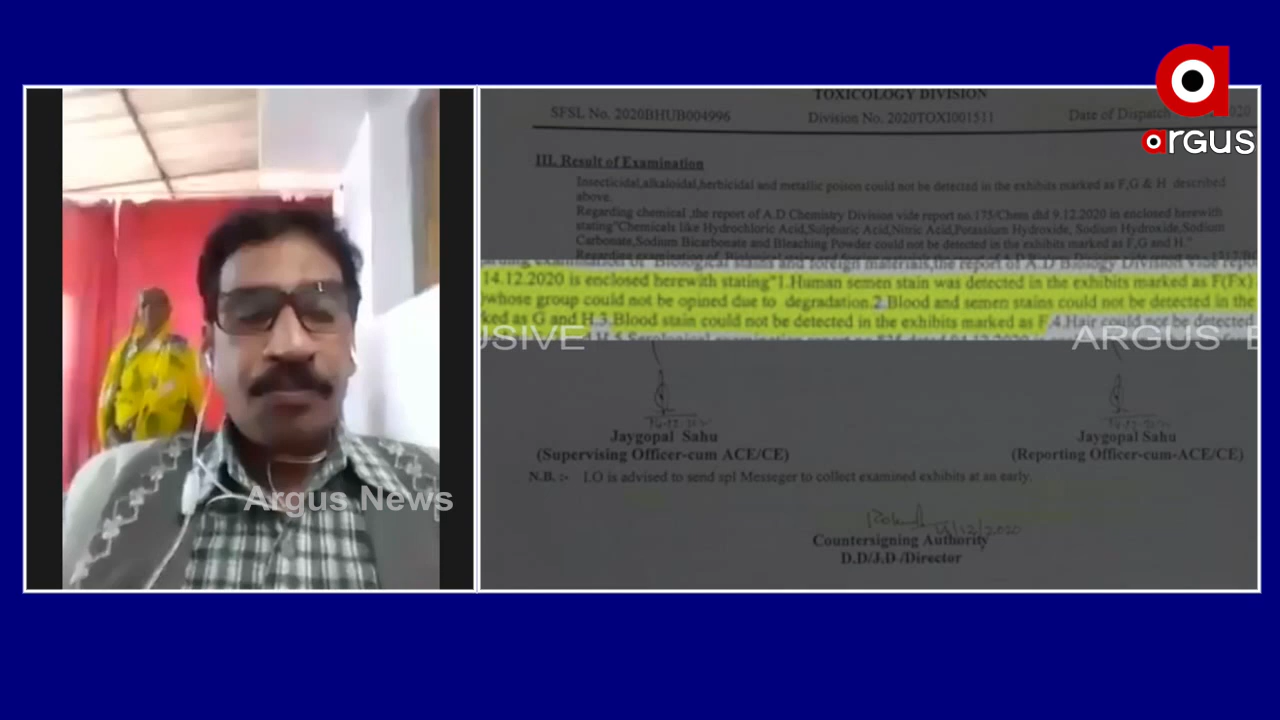 argus
TOXICOLOGY DIVISION
SFSL No. 2020BHUB004996
Division No. 2020TOXI001511
Date of Dispatch
2020
III. Result of Examination
Insecticidal,alkaloidal,herbicidal and metallic poison could not be detected in the exhibits marked as F,G & H described
above.
Regarding chemical ,the report of A.D Chemistry Division vide report no.175/Chem dtd 9.12.2020 in enclosed herewith
stating"Chemicals like Hydrochloric Acid,Sulphuric Acid,Nitric Acid,Potassium Hydroxide, Sodium Hydroxide,Sodium
Carbonate,Sodium Bicarbonate and Bleaching Powder could not be detected in the exhibits marked as F,G and H."
14.12.2020 is enclosed herewith stating"1.Human semen stain was detected in the exhibits marked as F(Fx)
whose group could not be opined due to degradation.2.Blood and semen stains could not be detected in the
ked as G and H.3.Blood stain could not be detected in the exhibits marked as F.4.Hair could not be detected
USIVE
ARGUS E
Jaygopal Sahu
(Supervising Officer-cum ACE/CE)
Jaygopal Sahu
(Reporting Officer-cum-ACE/CE)
N.B. :- I.O is advised to send spl Messeger to collect examined exhibits at an early.
Countersigning Authority
D.D/J.D-/Director
Argus News